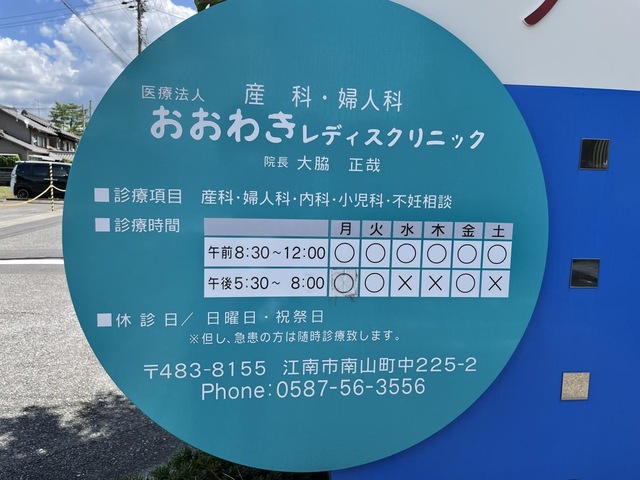 医療法人 産科・婦人科
おおわきレディスクリニック
院長 大脇 正哉
■診療項目 産科・婦人科・内科・小児科・不妊相談
■診療時間 月 火 水 木 金 土
午前8:30~12:00 ○ ○ ○ ○ ○ ○
午後5:30~ 8:00 ○ ○ × × ○ ×
■休診日/ 日曜日・祝祭日
※但し、急患の方は随時診療致します。
〒483-8155 江南市南山町中225-2
Phone:0587-56-3556